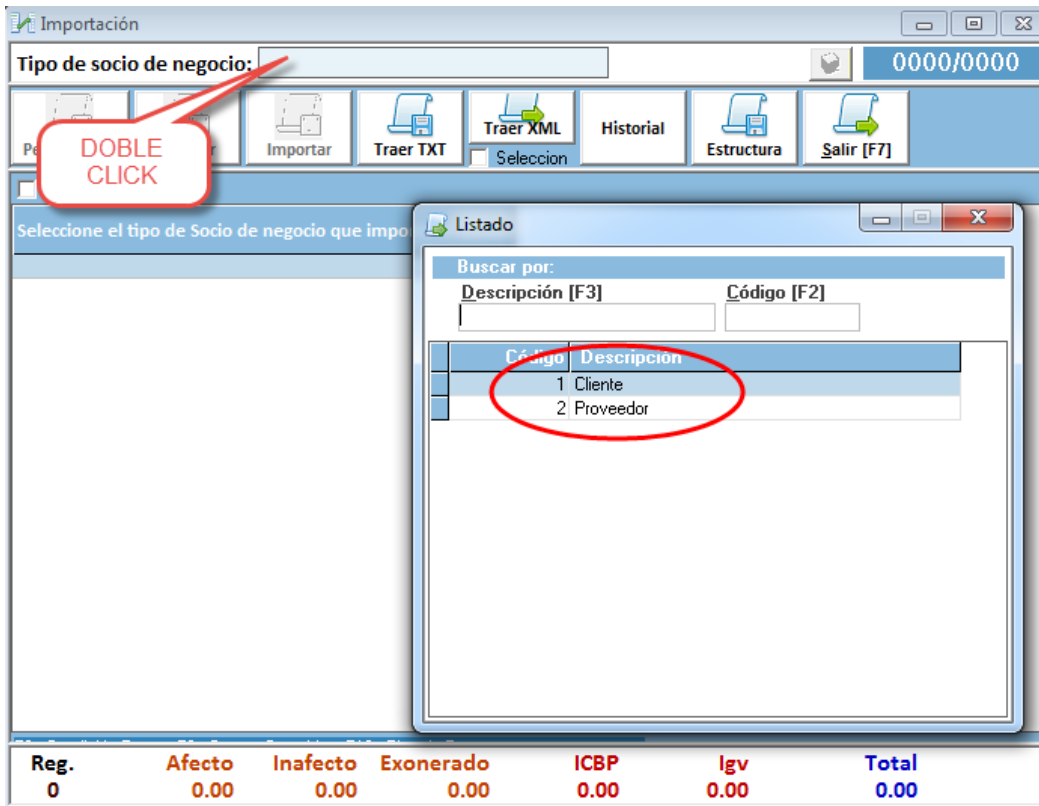 Importación
Tipo de socio de negocio:
0000/0000
DOBLE
CLICK
Importar
Traer TXT
Traer XML
Seleccion
Historial
Estructura
Salir [F7]
Seleccione el tipo de Socio de negocio que
Listado
Buscar por:
Descripción [F3] Código [F2]
Código Descripción
1 Cliente
2 Proveedor
Reg. Afecto Inafecto Exonerado ICBP Igv Total
0 0.00 0.00 0.00 0.00 0.00 0.00